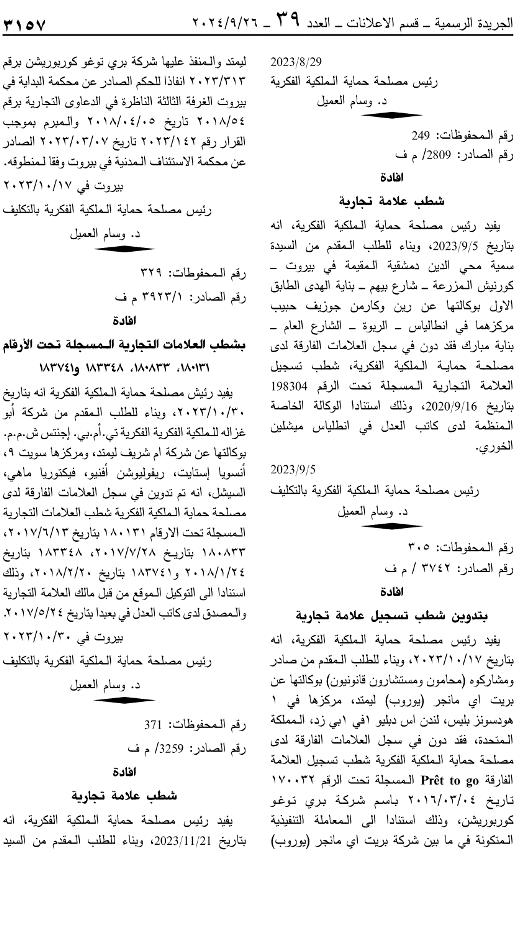 الجريدة الرسمية – قسم الاعلانات – العدد ٣٩ – ٢٠٢٤/٩/٢٦
٣١٥٧
2023/8/29
رئيس مصلحة حماية الملكية الفكرية
د. وسام العميل
رقم المحفوظات: 249
رقم الصادر: 2809/ م ف
افادة
شطب علامة تجارية
يفيد رئيس مصلحة حماية الملكية الفكرية، انه
بتاريخ 2023/9/5، وبناء للطلب المقدم من السيدة
سمية محي الدين دمشقية المقيمة في بيروت –
كورنيش المزرعة – شارع بيهم – بناية الهدى الطابق
الاول بوكالتها عن رين وكارمن جوزيف حبيب
مركزهما في انطالياس – الربوة – الشارع العام –
بناية مبارك فقد دون في سجل العلامات الفارقة لدى
مصلحة حماية الملكية الفكرية، شطب تسجيل
العلامة التجارية المسجلة تحت الرقم 198304
بتاريخ 2020/9/16، وذلك استنادا الوكالة الخاصة
المنظمة لدى كاتب العدل في انطلياس ميشلين
الخوري.
2023/9/5
رئيس مصلحة حماية الملكية الفكرية بالتكليف
د. وسام العميل
رقم المحفوظات: ٣٠٥
رقم الصادر: ٣٧٤٢ / م ف
افادة
بتدوين شطب تسجيل علامة تجارية
يفيد رئيس مصلحة حماية الملكية الفكرية، انه
بتاريخ ٢٠٢٣/١٠/١٧، وبناء للطلب المقدم من صادر
ومشاركوه (محامون ومستشارون قانونيون) بوكالتها عن
بريت اي مانجر (يوروب) ليمتد، مركزها في ١
هودسونز بليس، لندن اس دبليو ١في ١بي زد، المملكة
المتحدة، فقد دون في سجل العلامات الفارقة لدى
مصلحة حماية الملكية الفكرية شطب تسجيل العلامة
الفارقة Prêt to go المسجلة تحت الرقم ١٧٠٠٣٢
تاريخ ٢٠١٦/٠٣/٠٤ باسم شركة بري توغو
كوربوريشن، وذلك استنادا الى المعاملة التنفيذية
المتكونة في ما بين شركة بريت اي مانجر (يوروب)
ليمتد والمنفذ عليها شركة بري توغو كوربوريشن برقم
٢٠٢٣/٣١٣ انفاذا للحكم الصادر عن محكمة البداية في
بيروت الغرفة الثالثة الناظرة في الدعاوى التجارية برقم
٢٠١٨/٥٤ تاريخ ٢٠١٨/٠٤/٠٥ والمبرم بموجب
القرار رقم ٢٠٢٣/١٤٢ تاريخ ٢٠٢٣/٠٣/٠٧ الصادر
عن محكمة الاستئناف المدنية في بيروت وفقا لمنطوقه.
بيروت في ٢٠٢٣/١٠/١٧
رئيس مصلحة حماية الملكية الفكرية بالتكليف
د. وسام العميل
رقم المحفوطات: ٣٢٩
رقم الصادر: ٣٩٢٣/١ م ف
افادة
بشطب العلامات التجارية المسجلة تحت الأرقام
١٨٠١٣١، ١٨٠٨٣٣، ١٨٣٣٤٨ و١٨٣٧٤١
يفيد رئيس مصلحة حماية الملكية الفكرية انه بتاريخ
٢٠٢٣/١٠/٣٠، وبناء للطلب المقدم من شركة أبو
غزاله للملكية الفكرية الفكرية تي.أم.بي. إجنتس ش.م.م.
بوكالتها عن شركة ام شريف ليمتد، ومركزها سويت ٩،
أنسويا إستايت، ريفوليوشن أفنيو، فيكتوريا ماهي،
السيشل، انه تم تدوين في سجل العلامات الفارقة لدى
مصلحة حماية الملكية الفكرية شطب العلامات التجارية
المسجلة تحت الارقام ١٨٠١٣١ بتاريخ ٢٠١٧/٦/١٣،
١٨٠٨٣٣ بتاريخ ٢٠١٧/٧/٢٨، ١٨٣٣٤٨ بتاريخ
٢٠١٨/١/٢٤ و١٨٣٧٤١ بتاريخ ٢٠١٨/٢/٢٠، وذلك
استنادا الى التوكيل الموقع من قبل مالك العلامة التجارية
والمصدق لدى كاتب العدل في بعبدا بتاريخ ٢٠١٧/٥/٢٤.
بيروت في ٢٠٢٣/١٠/٣٠
رئيس مصلحة حماية الملكية الفكرية بالتكليف
د. وسام العميل
رقم المحفوظات: 371
رقم الصادر: 3259/ م ف
افادة
شطب علامة تجارية
يفيد رئيس مصلحة حماية الملكية الفكرية، انه
بتاريخ 2023/11/21، وبناء للطلب المقدم من السيد